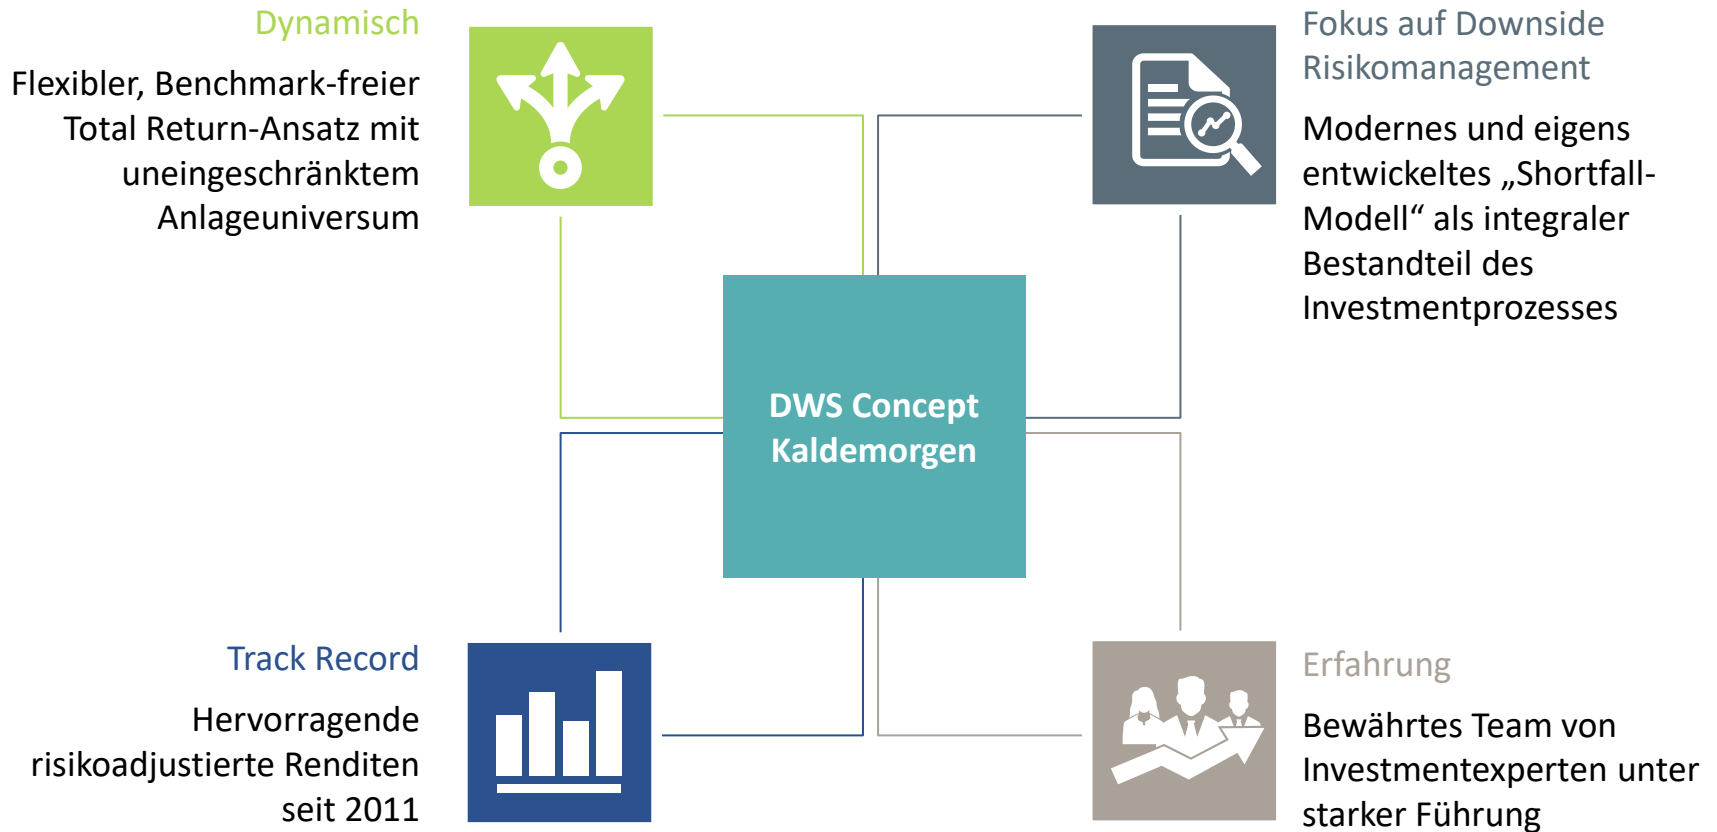 Dynamisch
Flexibler, Benchmark-freier
Total Return-Ansatz mit
uneingeschränktem
Anlageuniversum
Fokus auf Downside
Risikomanagement
Modernes und eigens
entwickeltes „Shortfall-
Modell“ als integraler
Bestandteil des
Investmentprozesses
DWS Concept
Kaldemorgen
Track Record
Hervorragende
risikoadjustierte Renditen
seit 2011
Erfahrung
Bewährtes Team von
Investmentexperten unter
starker Führung